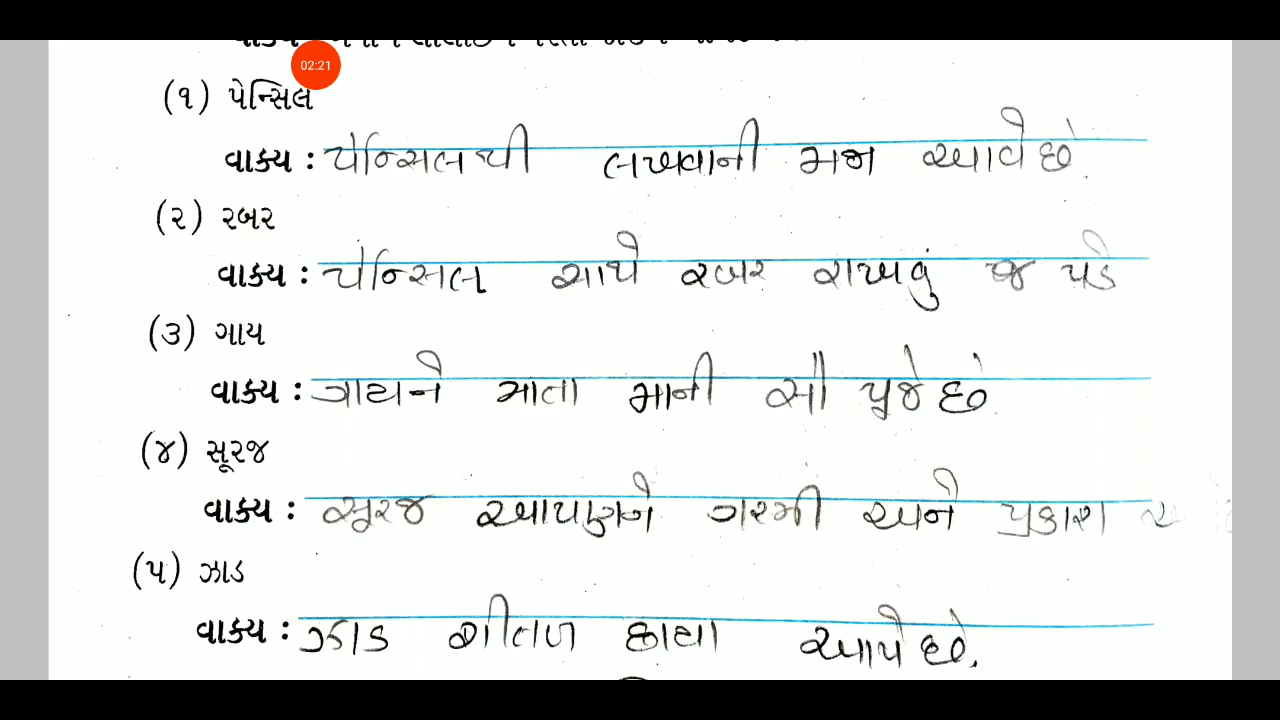 02:21
(૧) પેન્સિલ
વાક્ય : પેન્સિલથી લખવાની મજા આવે છે.
(૨) રબર
વાક્ય : પેન્સિલ સાથે રબર રાખવું જ પડે
(૩) ગાય
વાક્ય : ગાયને માતા માની સૌ પુજે છે
(૪) સૂરજ
વાક્ય : સૂરજ આપણને ગરમી અને પ્રકાશ
(૫) ઝાડ
વાક્ય : ઝાડ શીતળ છાયા આપે છે.